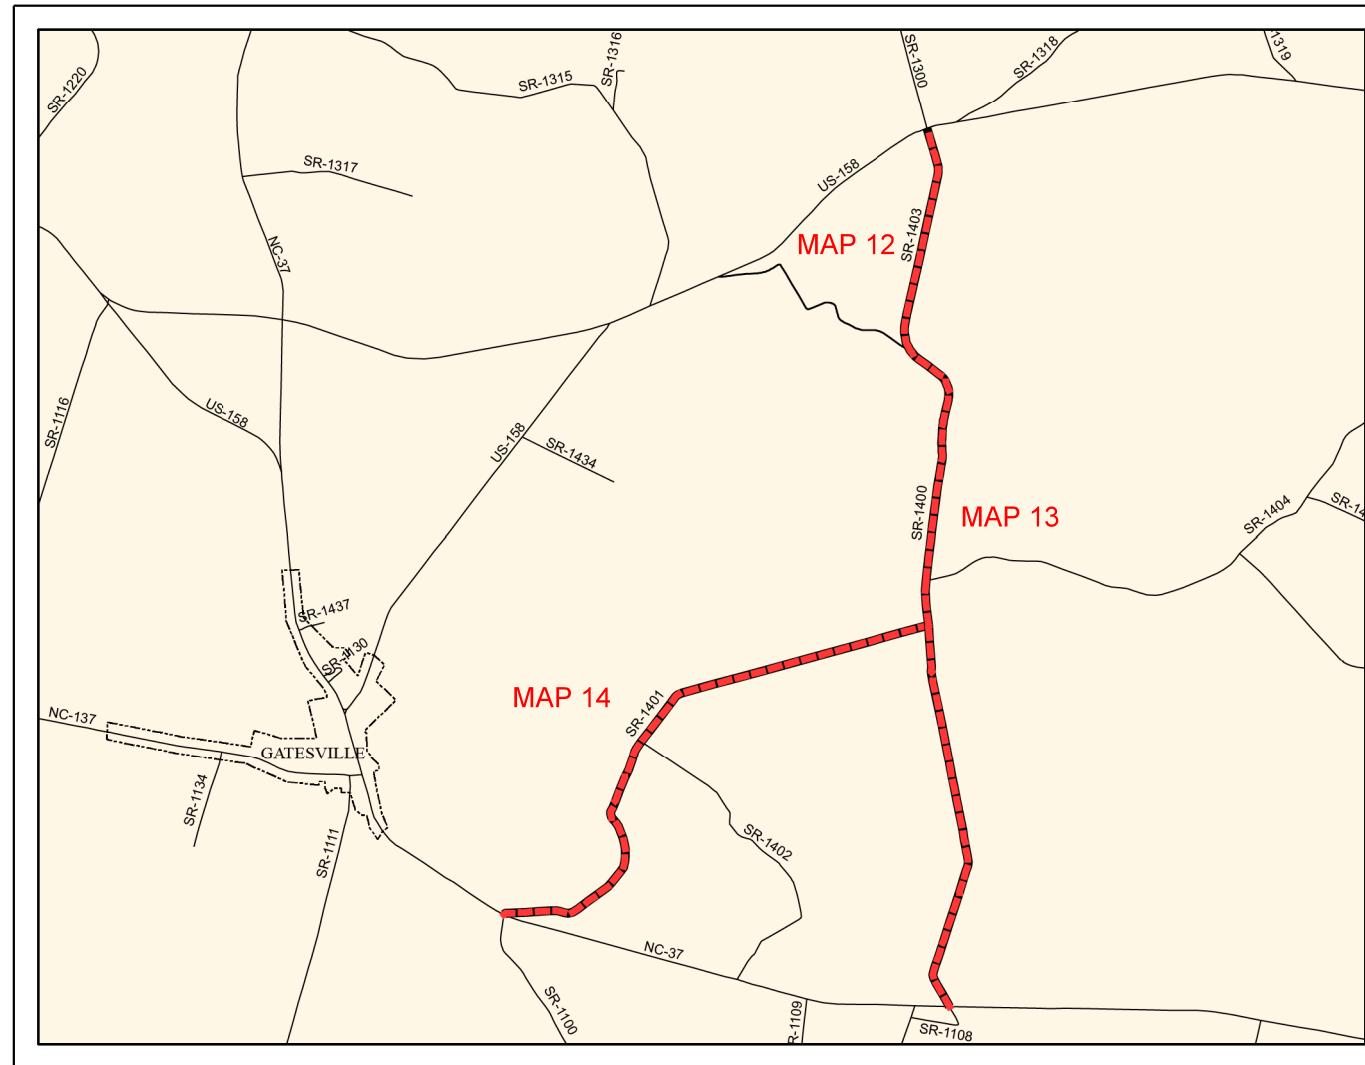 SR-1220
SR-1315
SR-1316
SR-1300
SR-1318
1319
SR-1317
US-158
NC-37
MAP 12
SR-1403
SR-1116
US-158
US-158
SR-1434
SR-1400
MAP 13
SR-1404
SR-14
SR-1437
SR-1130
MAP 14
SR-1401
NC-137
GATESVILLE
SR-1134
SR-1111
SR-1402
NC-37
SR-1100
R-1109
SR-1108